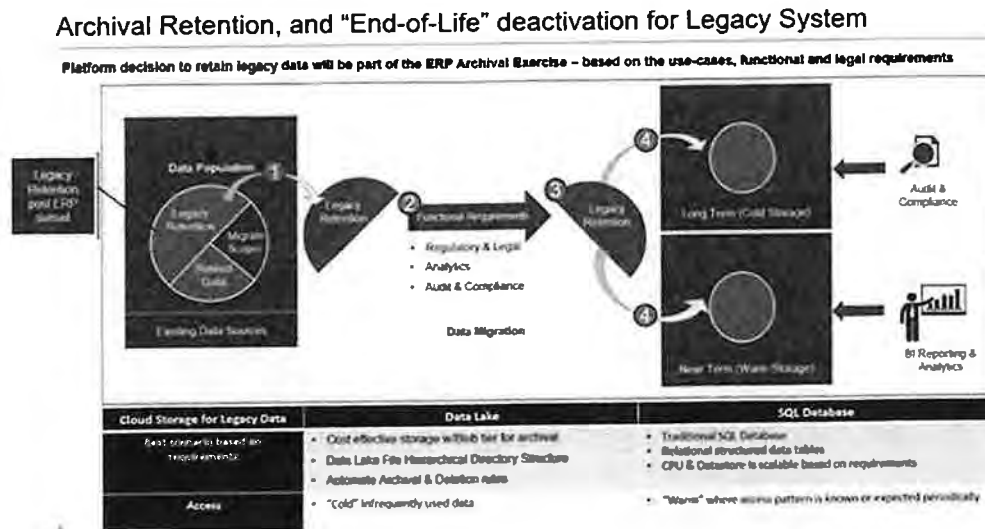 Archival Retention, and "End-of-Life" deactivation for Legacy System
Platform decision to retain legacy data will be part of the ERP Archival Exercise – based on the use-cases, functional and legal requirements
Legacy
Retention
post ERP
sunset
Data Population
1
Legacy
Retention
Migrate
Data
Existing Data Sources
Legacy
Retention
2
Functional Requirements
• Regulatory & Legal
• Analytics
• Audit & Compliance
Data Migration
3
Legacy
Retention
4
Long Term (Cold Storage)
Audit &
Compliance
4
Near Term (Warm Storage)
BI Reporting &
Analytics
Cloud Storage for Legacy Data
Data Lake
SQL Database
Best scenario based on
requirements
• Cost effective storage within tier for archival
• Data Lake File Hierarchical Directory Structure
• Automate Archival & Deletion rules
• Traditional SQL Database
• Relational structured data tables
• CPU & Datastore is scalable based on requirements
Access
• "Cold" infrequently used data
• "Warm" where access pattern is known or expected periodically